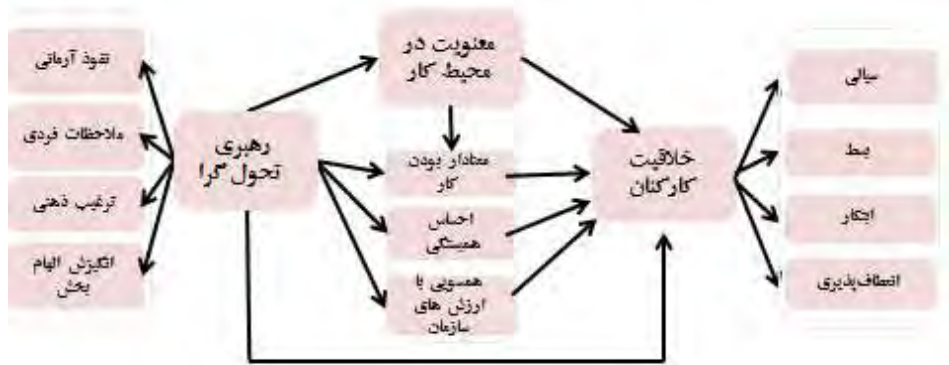 معنویت در
محیط کار
رهبری
تحول گرا
نفوذ آرمانی
ملاحظات فردی
ترغیب ذهنی
انگیزش الهام
بخش
معنادار بودن
کار
احساس
همبستگی
همسویی با
ارزش های
سازمان
خلاقیت
کارکنان
سیالی
بسط
ابتکار
انعطاف‌پذیری